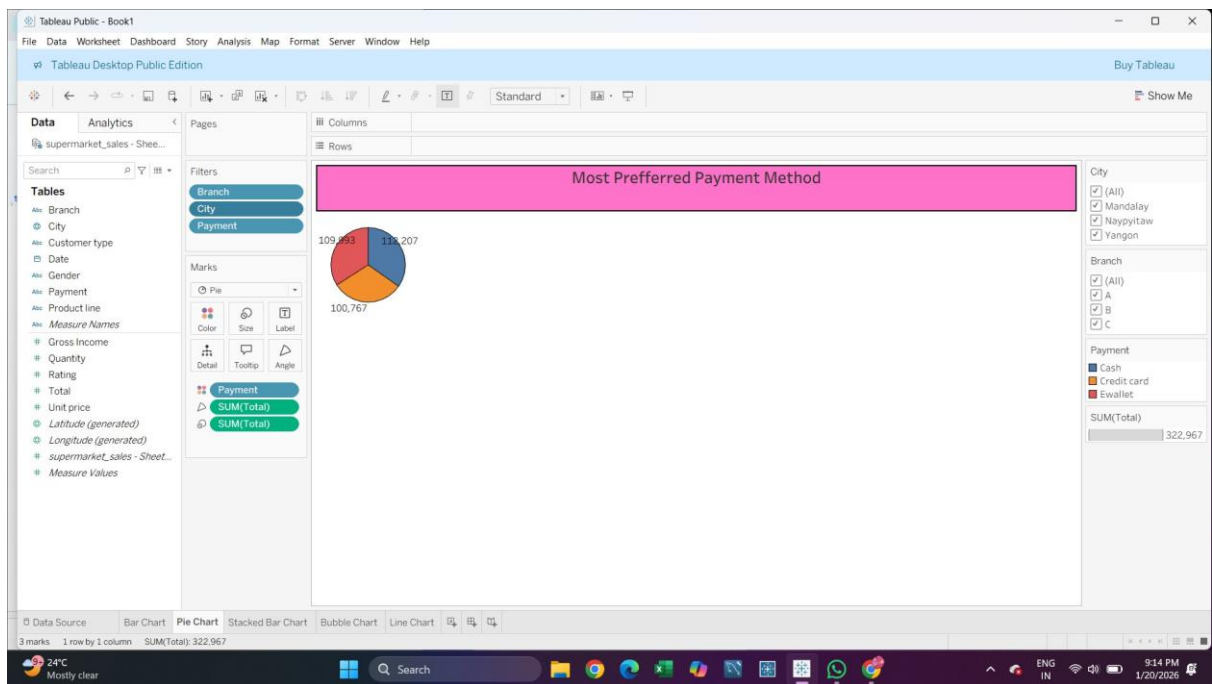 Tableau Public - Book1
File Data Worksheet Dashboard Story Analysis Map Format Server Window Help
Tableau Desktop Public Edition Buy Tableau
Standard Show Me
Data Analytics
supermarket_sales - Shee...
Search
Tables
Abc Branch
City
Abc Customer type
Date
Abc Gender
Abc Payment
Abc Product line
Abc Measure Names
# Gross Income
# Quantity
# Rating
# Total
# Unit price
Latitude (generated)
Longitude (generated)
# supermarket_sales - Sheet...
# Measure Values
Pages
Filters
Branch
City
Payment
Marks
Pie
Color Size Label
Detail Tooltip Angle
Payment
SUM(Total)
SUM(Total)
Columns
Rows
Most Prefferred Payment Method
109,993 112,207
100,767
City
(All)
Mandalay
Naypyitaw
Yangon
Branch
(All)
A
B
C
Payment
Cash
Credit card
Ewallet
SUM(Total)
322,967
Data Source Bar Chart Pie Chart Stacked Bar Chart Bubble Chart Line Chart
3 marks 1 row by 1 column SUM(Total): 322,967
24°C
Mostly clear
Search
ENG
IN
9:14 PM
1/20/2026